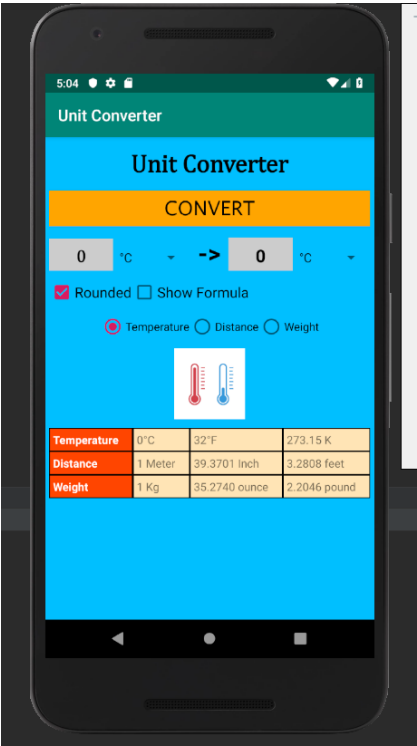 5:04
Unit Converter
Unit Converter
CONVERT
0 °C -> 0 °C
Rounded Show Formula
Temperature Distance Weight
Temperature 0°C 32°F 273.15 K
Distance 1 Meter 39.3701 Inch 3.2808 feet
Weight 1 Kg 35.2740 ounce 2.2046 pound